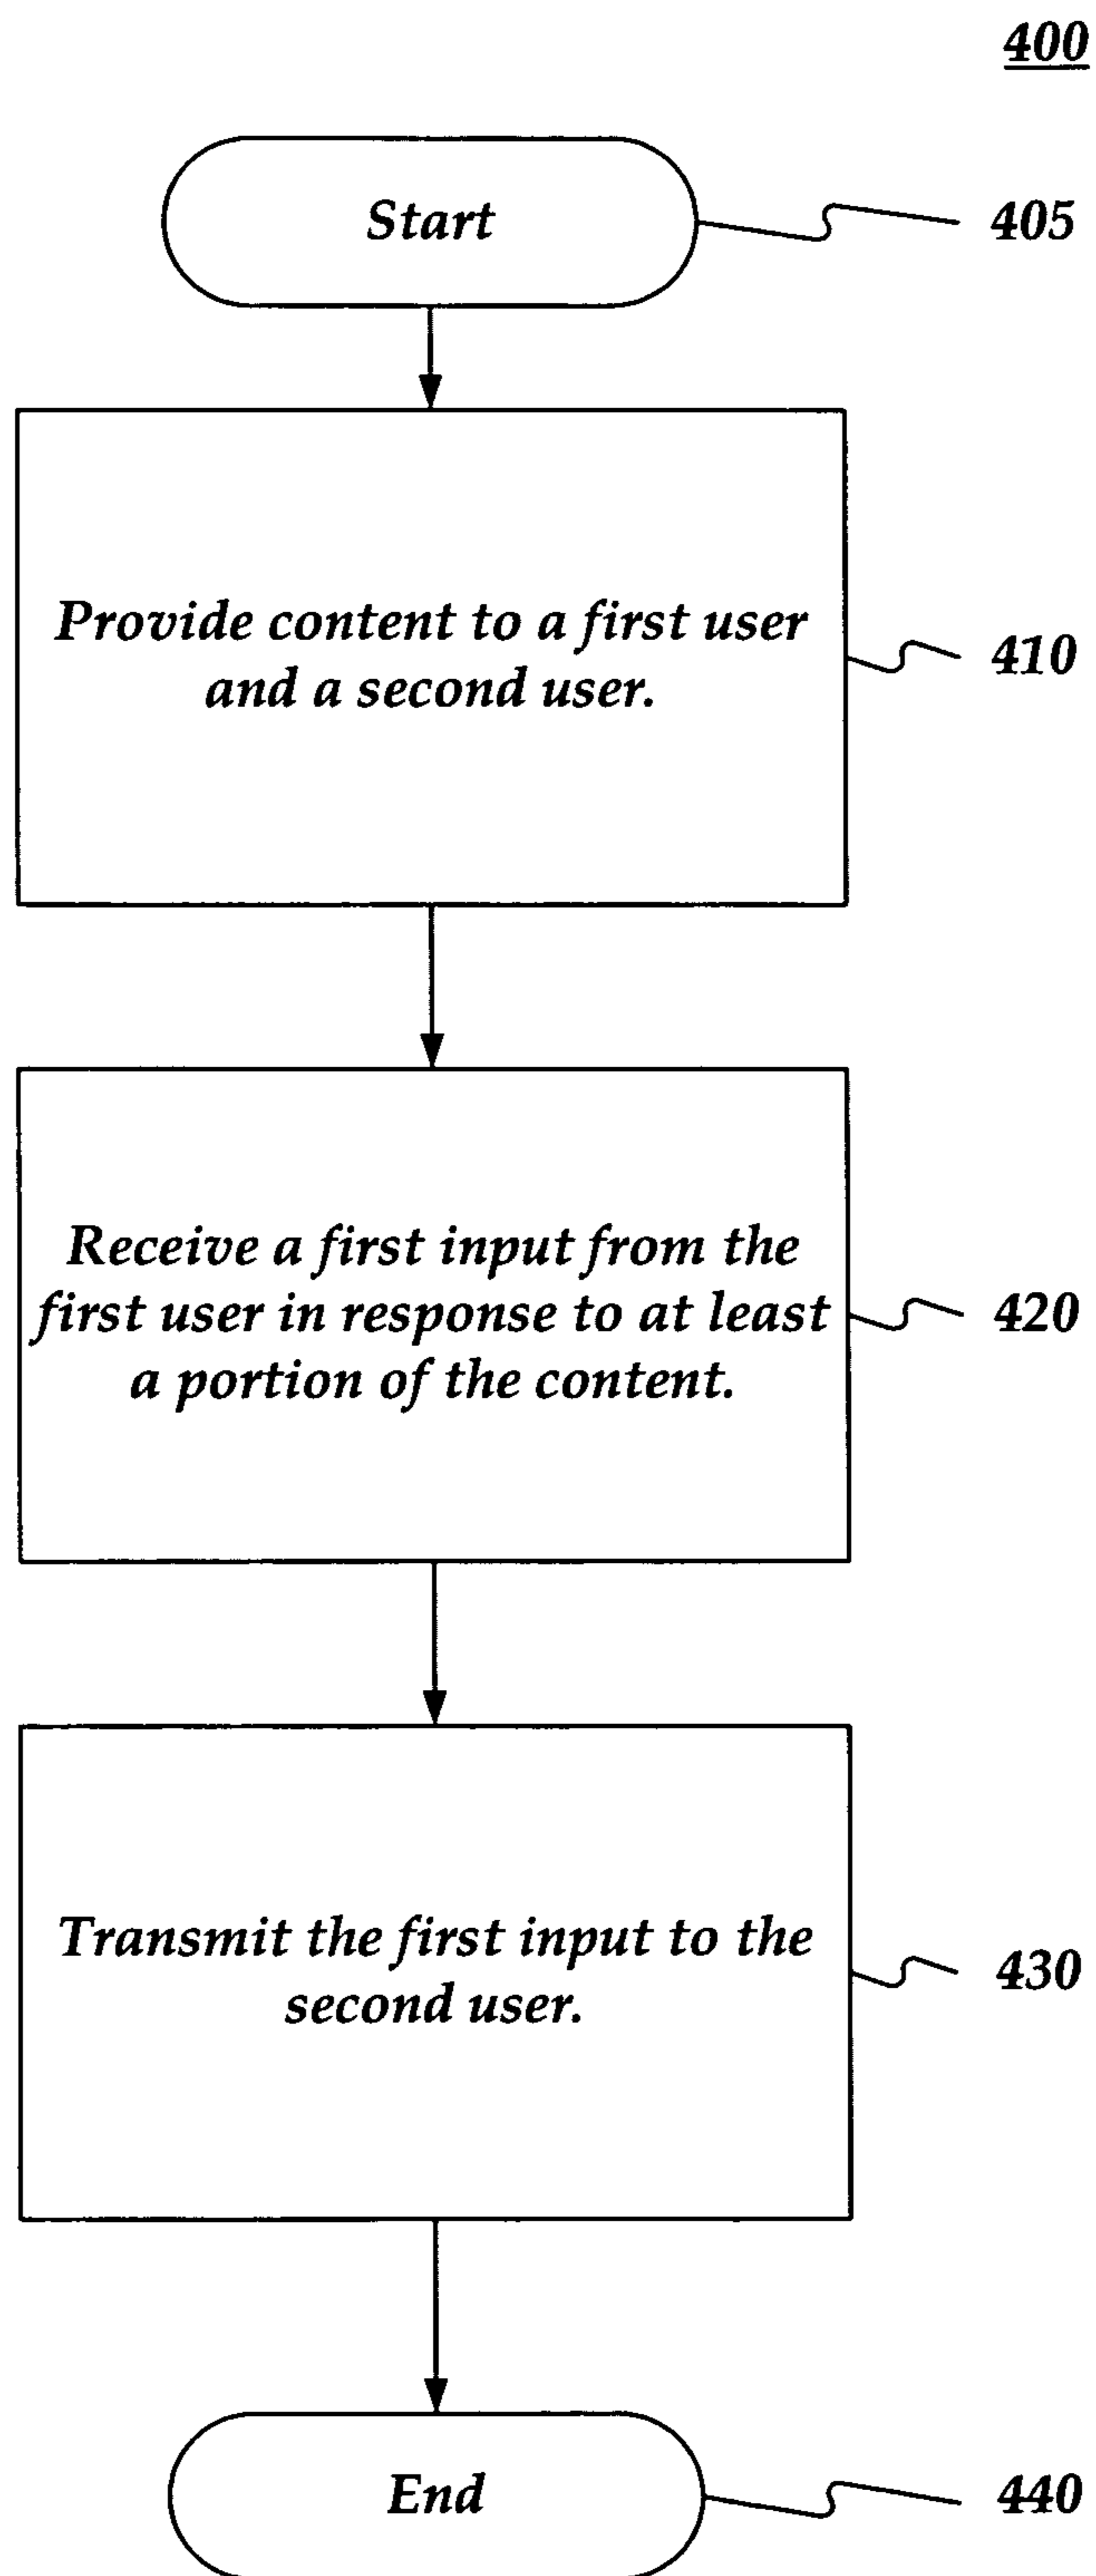 400
Start
405
Provide content to a first user
and a second user.
410
Receive a first input from the
first user in response to at least
a portion of the content.
420
Transmit the first input to the
second user.
430
End
440